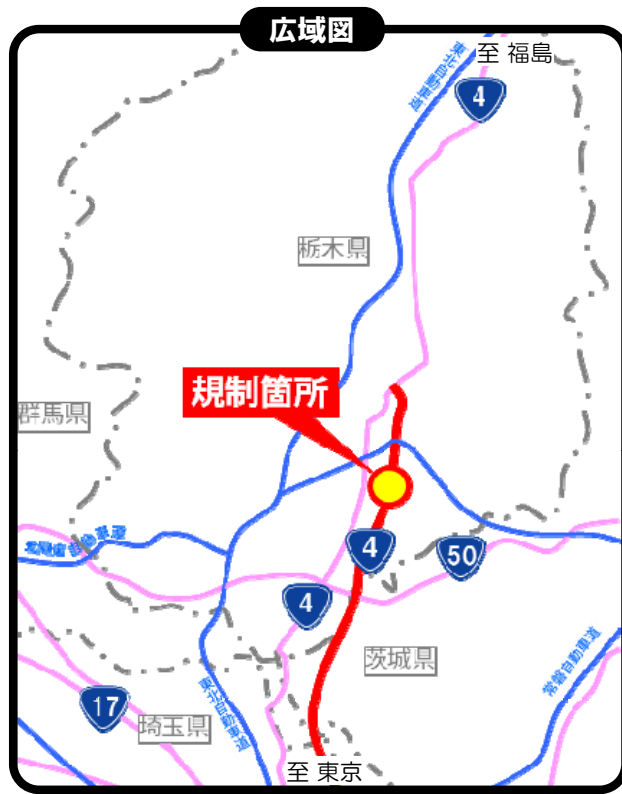 広域図
至 福島
東北自動車道
4
栃木県
規制箇所
群馬県
4
50
4
茨城県
常磐自動車道
17
埼玉県
東北自動車道
至 東京